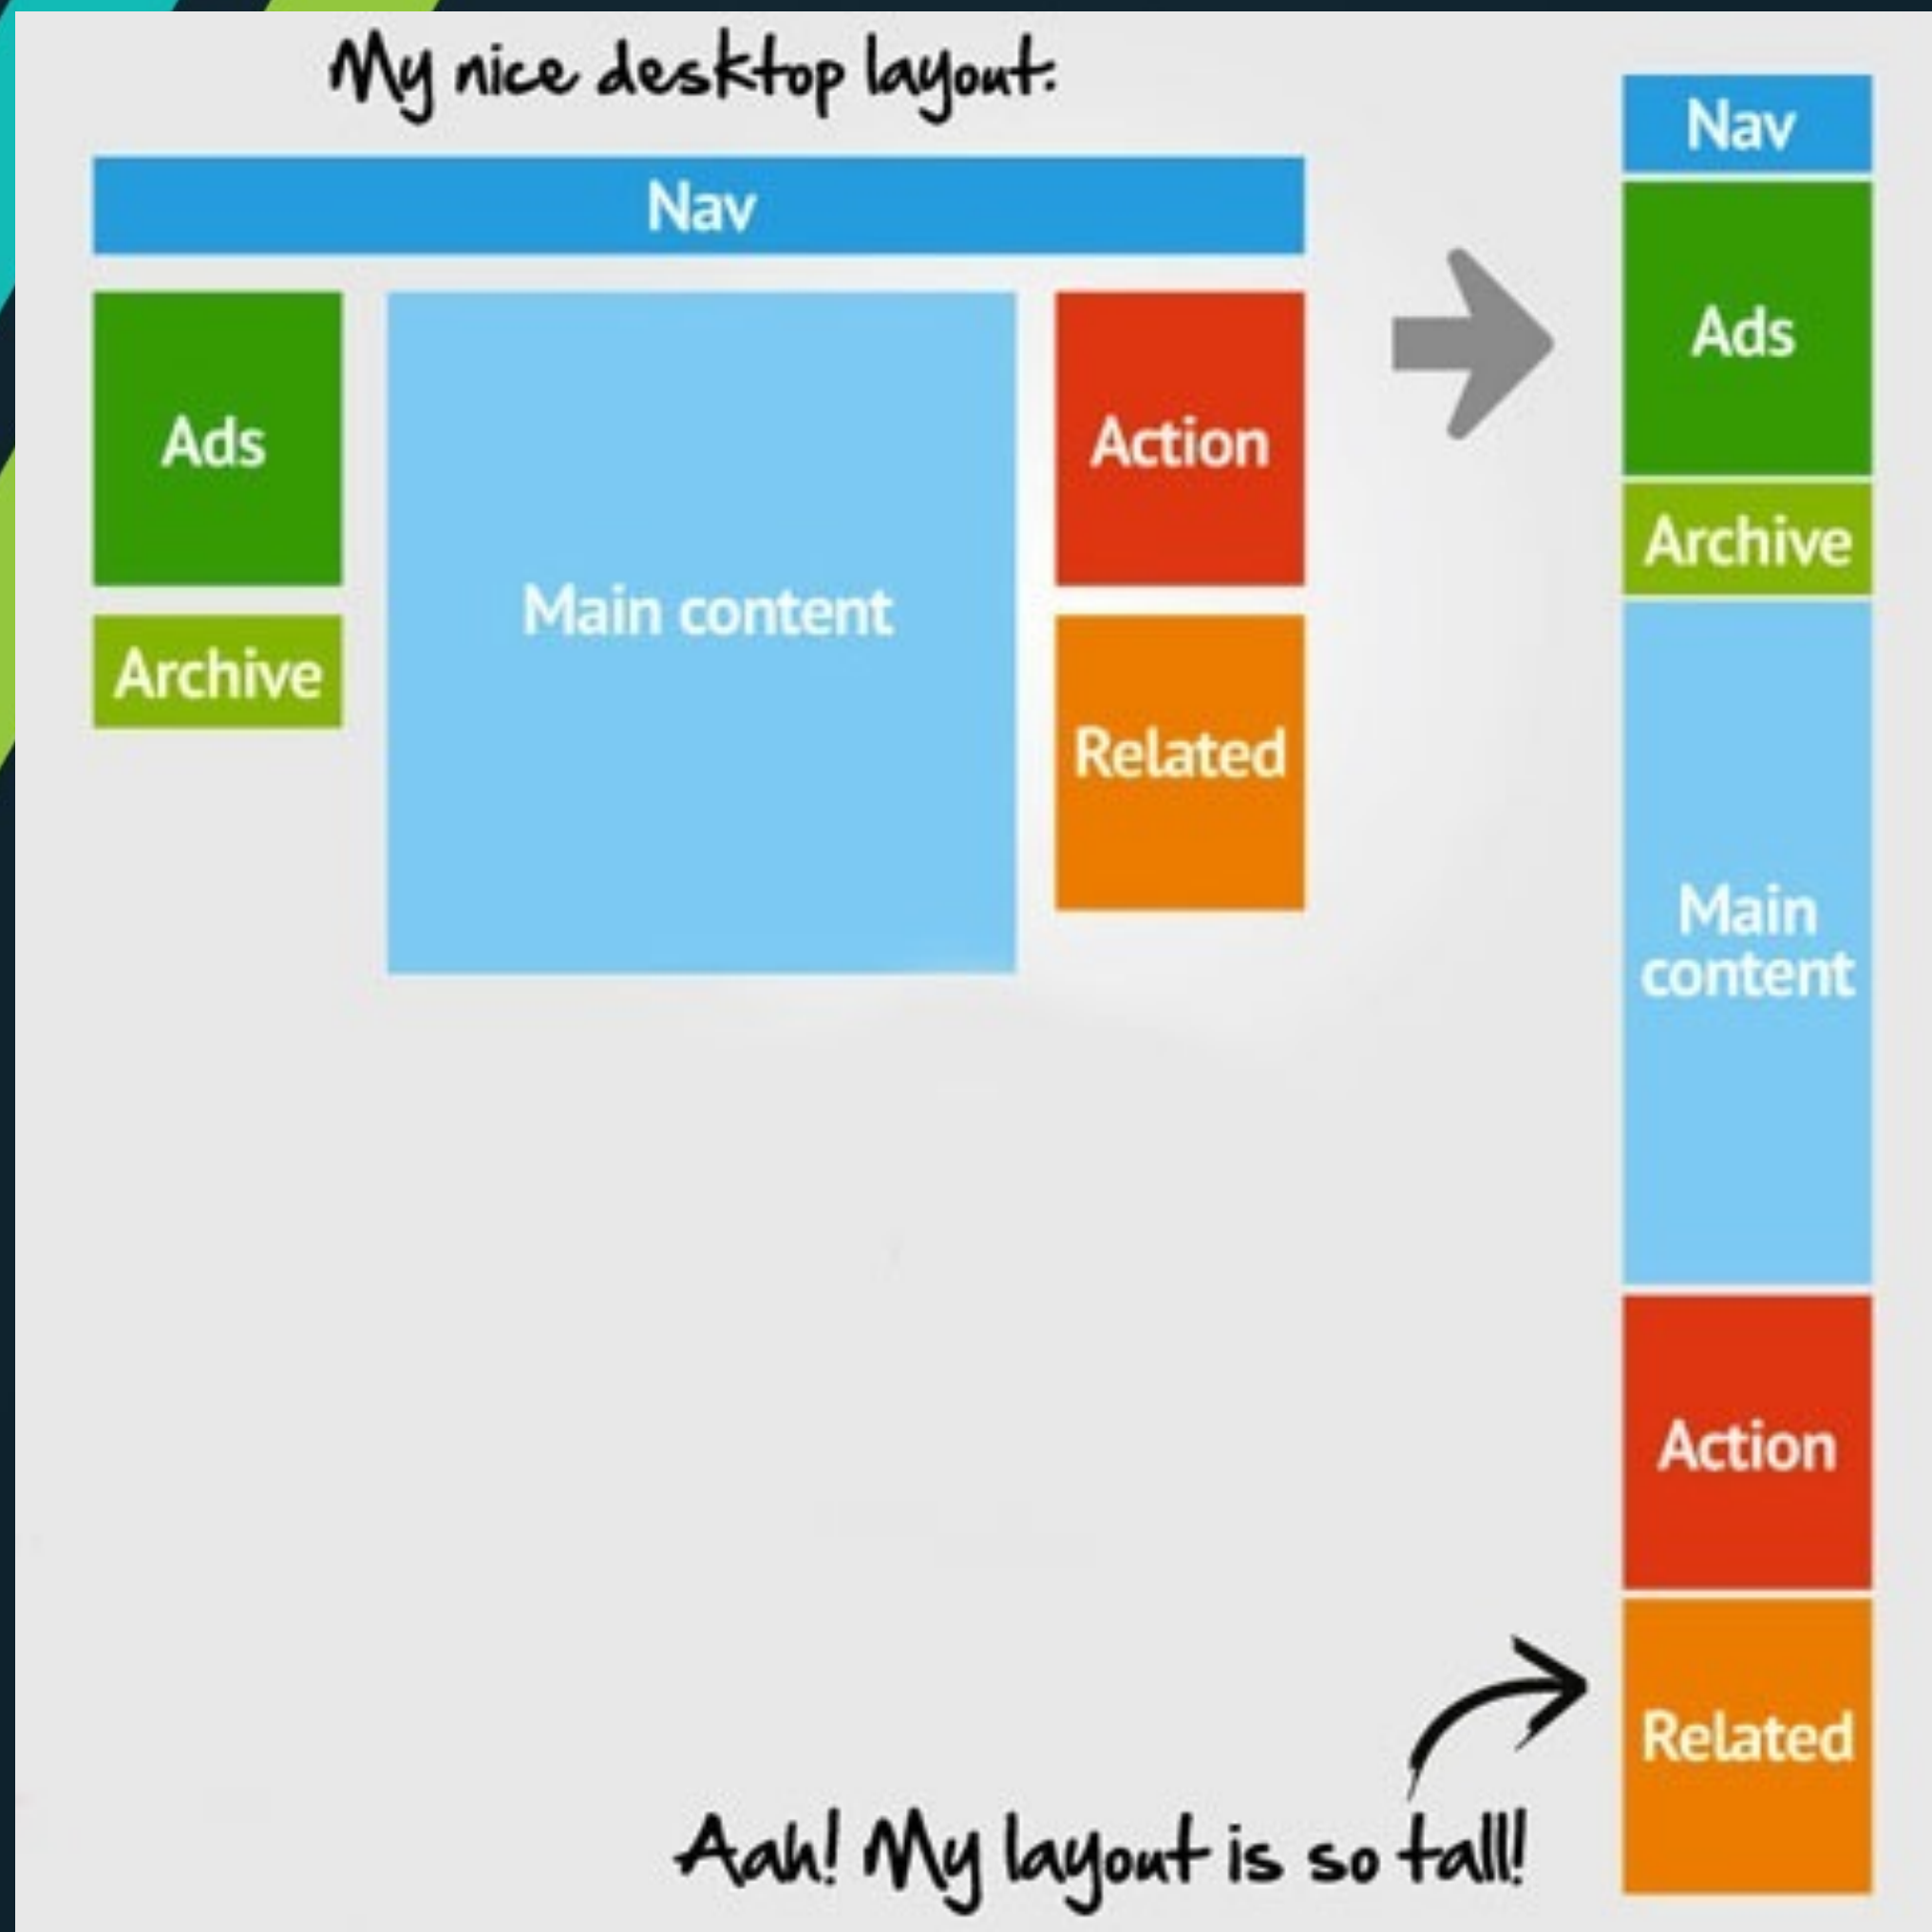 My nice desktop layout:
Nav
Ads
Archive
Main content
Action
Related
Nav
Ads
Archive
Main
content
Action
Related
Aah! My layout is so tall!